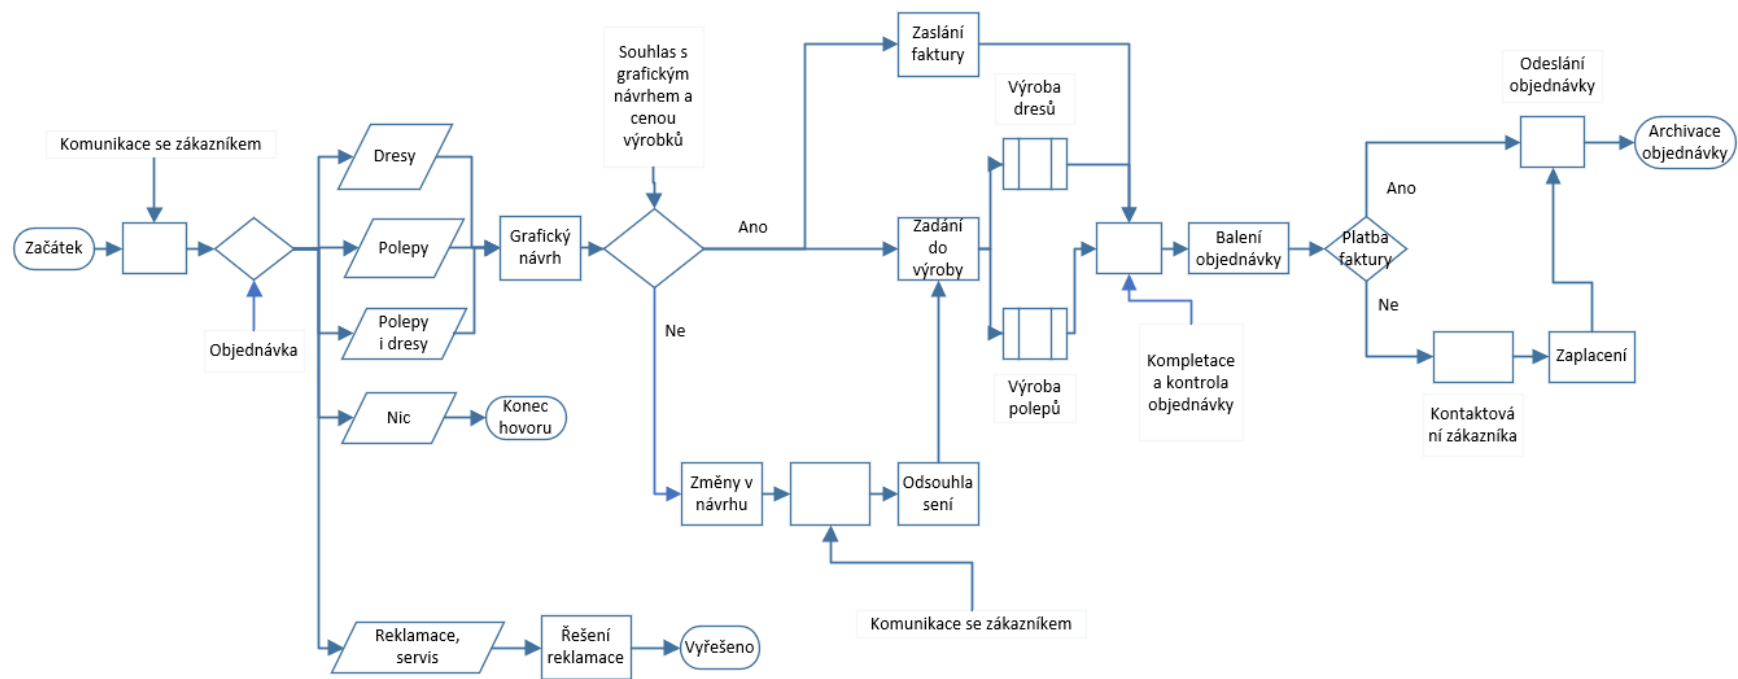 Komunikace se zákazníkem
Začátek
Objednávka
Dresy
Polepy
Polepy
i dresy
Nic
Konec
hovoru
Reklamace,
servis
Řešení
reklamace
Vyřešeno
Grafický
návrh
Souhlas s
grafickým
návrhem a
cenou
výrobků
Ano
Ne
Změny v
návrhu
Komunikace se zákazníkem
Odsouhla
sení
Zaslání
faktury
Zadání
do
výroby
Výroba
dresů
Výroba
polepů
Kompletace
a kontrola
objednávky
Balení
objednávky
Platba
faktury
Ano
Ne
Kontaktová
ní zákazníka
Zaplacení
Odeslání
objednávky
Archivace
objednávky